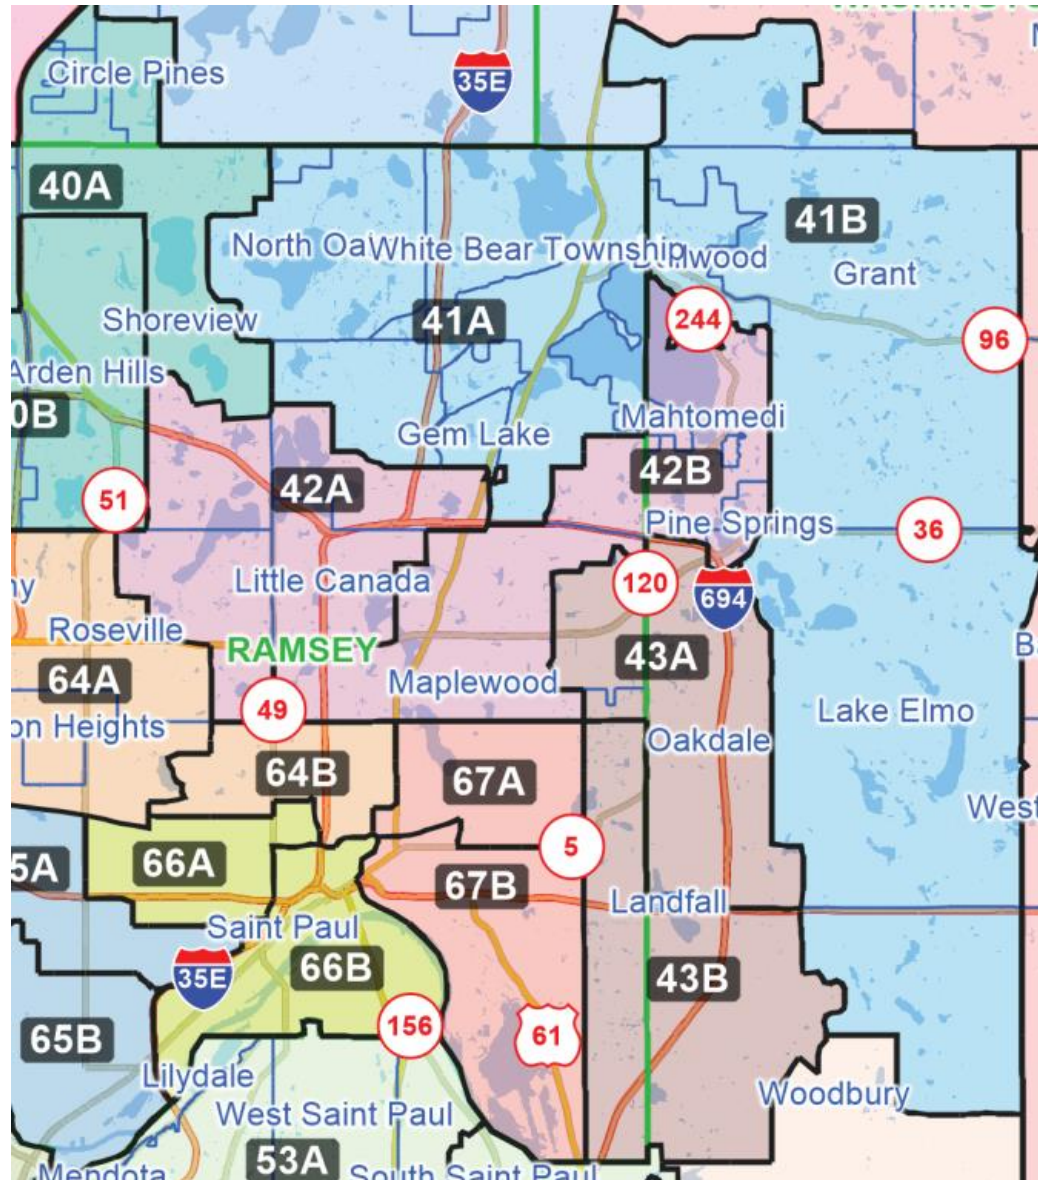 Circle Pines
35E
40A
41B
North Oa
White Bear Township
wood
Grant
Shoreview
41A
244
96
Arden Hills
0B
Gem Lake
Mahtomedi
42A
42B
51
Pine Springs
36
Little Canada
120
694
Roseville
RAMSEY
43A
64A
Maplewood
49
on Heights
Oakdale
Lake Elmo
64B
67A
West
5
5A
66A
67B
Landfall
Saint Paul
35E
66B
43B
156
61
65B
Lilydale
Woodbury
West Saint Paul
53A
Mendota
South Saint Paul